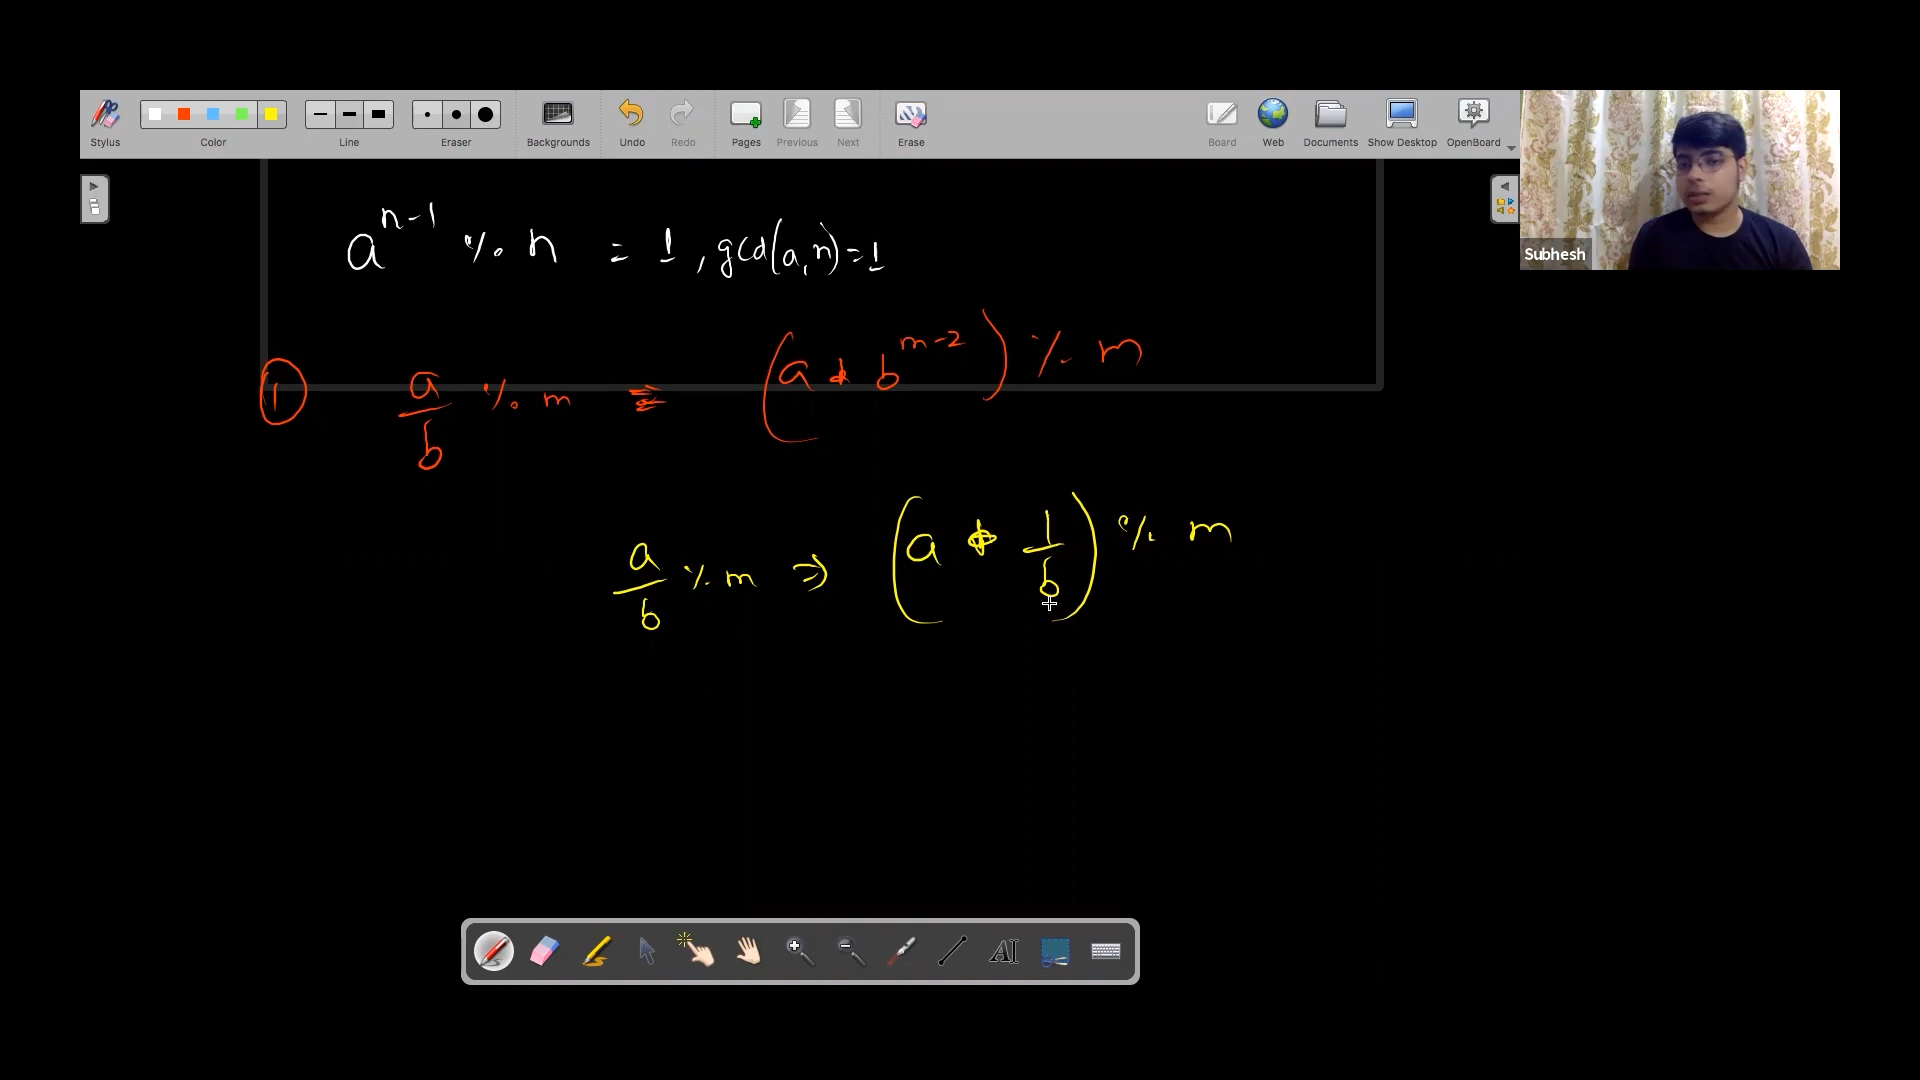 Stylus Color Line Eraser Backgrounds Undo Redo Pages Previous Next Erase Board Web Documents Show Desktop OpenBoard
Subhesh
a^{n-1} % n = 1, gcd(a,n)=1
① a/b % m = (a * b^{m-2}) % m
a/b % m ⇒ (a * 1/b) % m
AI